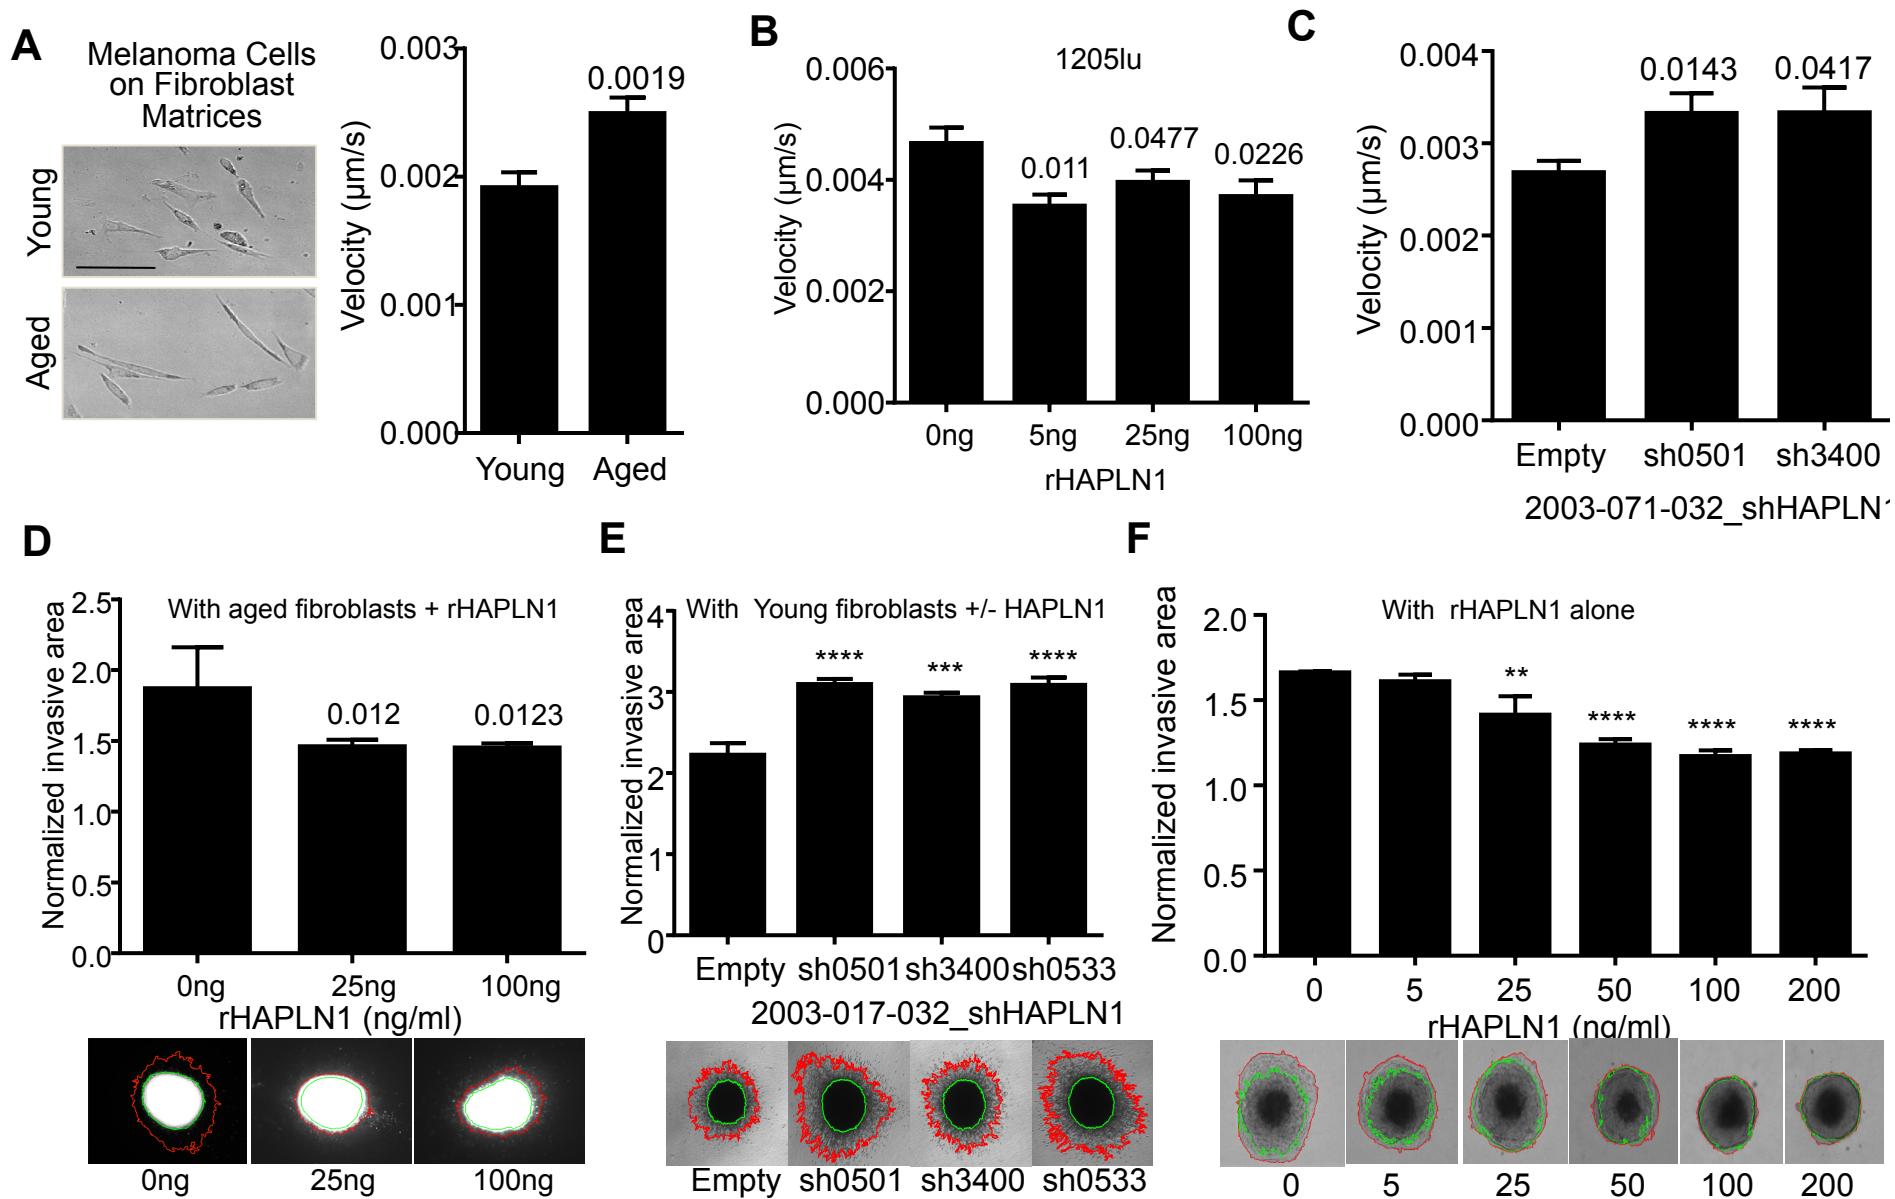 A
Melanoma Cells
on Fibroblast
Matrices
Young
Aged
Velocity (µm/s)
0.003
0.002
0.001
0.000
0.0019
Young Aged
B
1205lu
Velocity (µm/s)
0.006
0.004
0.002
0.000
0.011
0.0477
0.0226
0ng 5ng 25ng 100ng
rHAPLN1
C
Velocity (µm/s)
0.004
0.003
0.002
0.001
0.000
0.0143 0.0417
Empty sh0501 sh3400
2003-071-032_shHAPLN1
D
With aged fibroblasts + rHAPLN1
Normalized invasive area
2.5
2.0
1.5
1.0
0.5
0.0
0.012 0.0123
0ng 25ng 100ng
rHAPLN1 (ng/ml)
0ng 25ng 100ng
E
With Young fibroblasts +/- HAPLN1
Normalized invasive area
4
3
2
1
0
**** *** ****
Empty sh0501 sh3400 sh0533
2003-017-032_shHAPLN1
Empty sh0501 sh3400 sh0533
F
With rHAPLN1 alone
Normalized invasive area
2.0
1.5
1.0
0.5
0.0
** **** **** ****
0 5 25 50 100 200
rHAPLN1 (ng/ml)
0 5 25 50 100 200